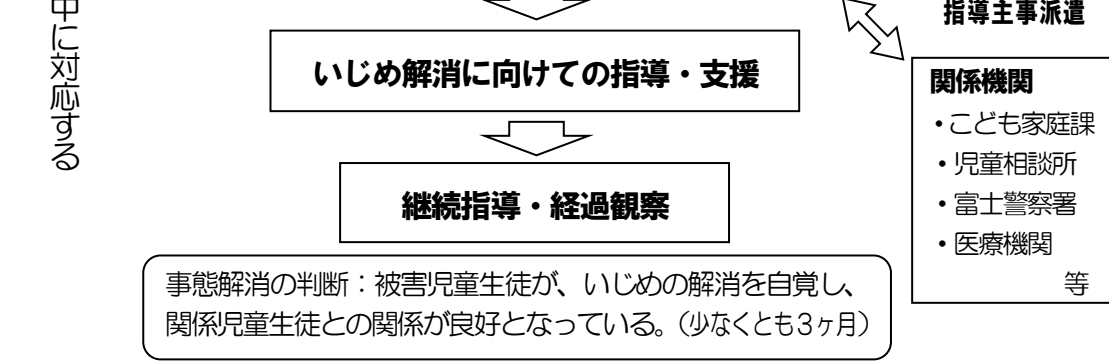 中に対応する
指導主事派遣
いじめ解消に向けての指導・支援
関係機関
・こども家庭課
・児童相談所
・富士警察署
・医療機関
等
継続指導・経過観察
事態解消の判断：被害児童生徒が、いじめの解消を自覚し、
関係児童生徒との関係が良好となっている。（少なくとも３ヶ月）